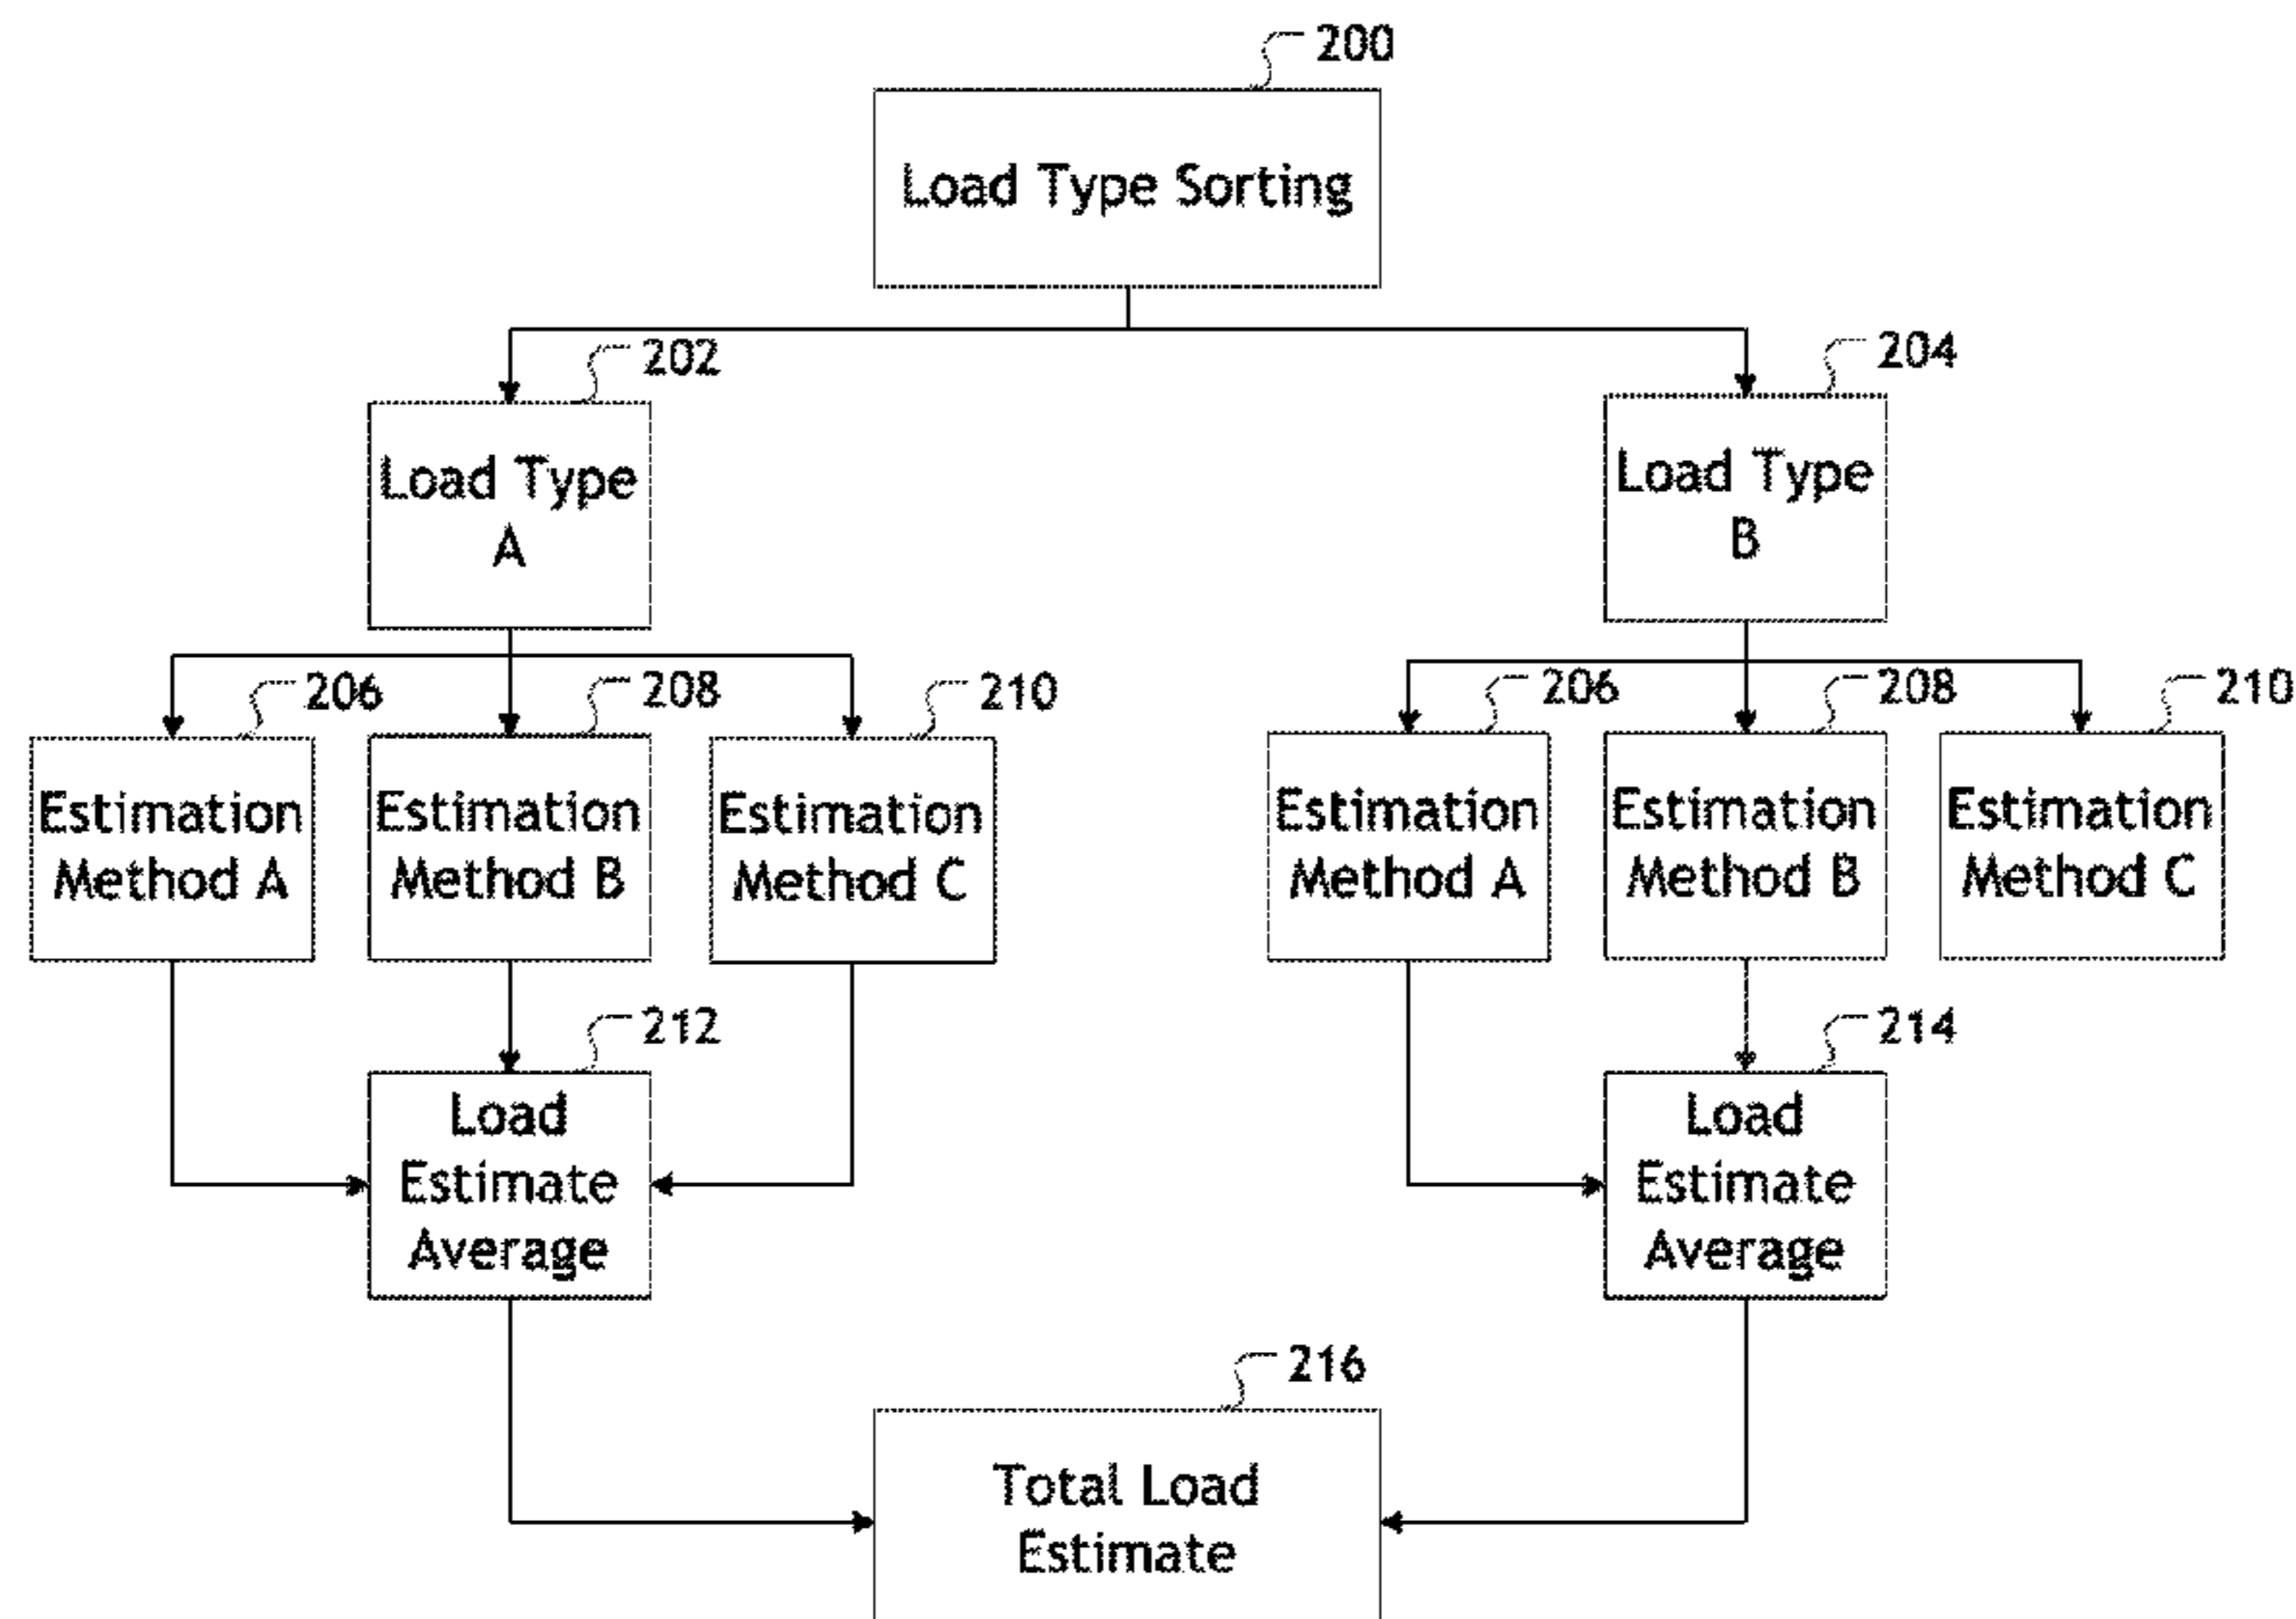 200
Load Type Sorting
202
204
Load Type
A
Load Type
B
206
208
210
206
208
210
Estimation
Method A
Estimation
Method B
Estimation
Method C
Estimation
Method A
Estimation
Method B
Estimation
Method C
212
214
Load
Estimate
Average
Load
Estimate
Average
216
Total Load
Estimate